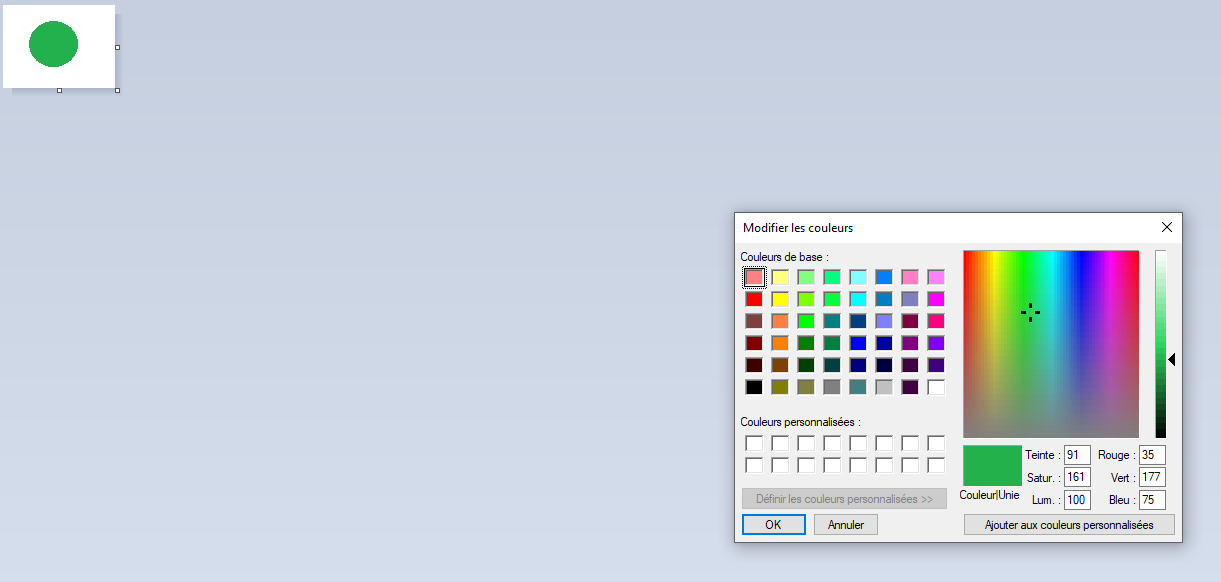 Modifier les couleurs
Couleurs de base :
Couleurs personnalisées :
Définir les couleurs personnalisées >>
OK Annuler
Couleur|Unie
Teinte : 91 Rouge : 35
Satur. : 161 Vert : 177
Lum. : 100 Bleu : 75
Ajouter aux couleurs personnalisées